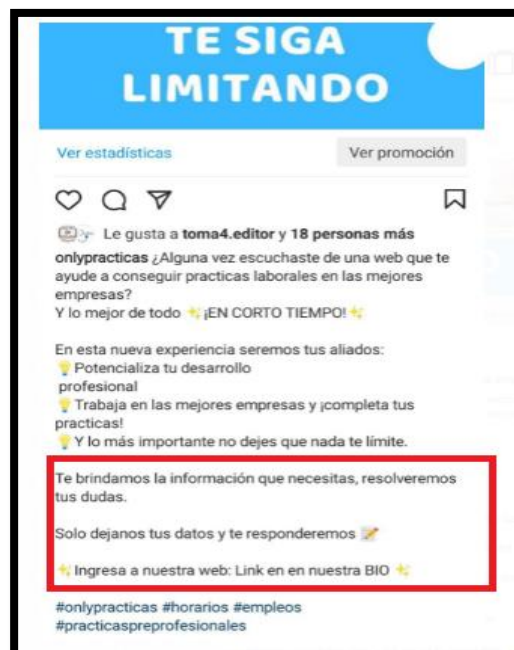 TE SIGA
LIMITANDO
Ver estadísticas
Ver promoción
Le gusta a toma4.editor y 18 personas más
onlypracticas ¿Alguna vez escuchaste de una web que te
ayude a conseguir practicas laborales en las mejores
empresas?
Y lo mejor de todo ✨¡EN CORTO TIEMPO!✨
En esta nueva experiencia seremos tus aliados:
💡Potencializa tu desarrollo
profesional
💡Trabaja en las mejores empresas y ¡completa tus
practicas!
💡Y lo más importante no dejes que nada te límite.
Te brindamos la información que necesitas, resolveremos
tus dudas.
Solo dejanos tus datos y te responderemos 📝
✨Ingresa a nuestra web: Link en en nuestra BIO ✨
#onlypracticas #horarios #empleos
#practicaspreprofesionales